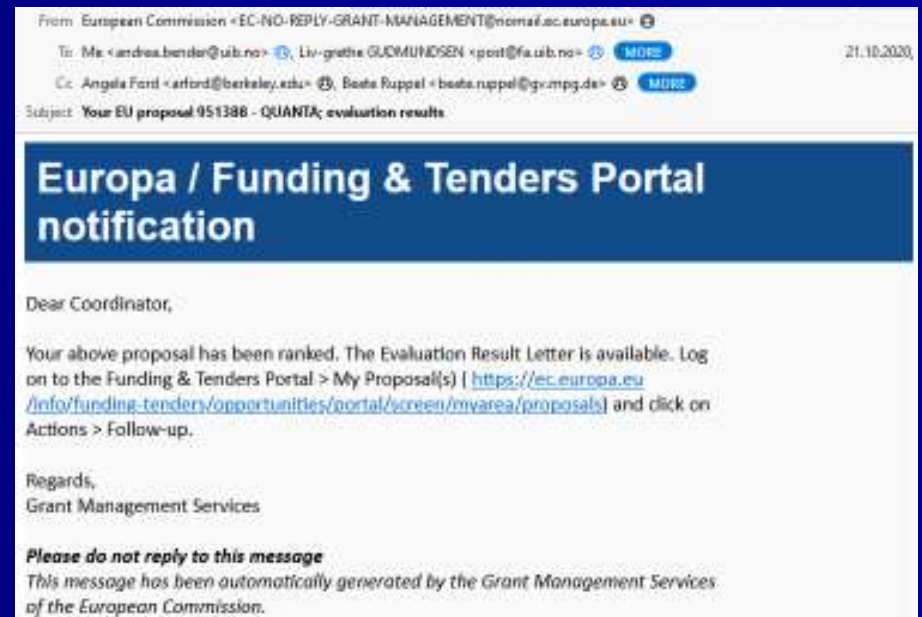 From European Commission <EC-NO-REPLY-GRANT-MANAGEMENT@nomail.ec.europa.eu>
To Me <andrea.bender@uib.no>, Liv-grethe GUDMUNDSEN <post@fa.uib.no> MORE 21.10.2020,
Cc Angela Ford <arford@berkeley.edu>, Beate Ruppel <beate.ruppel@gv.mpg.de> MORE
Subject Your EU proposal 951388 - QUANTA; evaluation results
Europa / Funding & Tenders Portal
notification
Dear Coordinator,
Your above proposal has been ranked. The Evaluation Result Letter is available. Log
on to the Funding & Tenders Portal > My Proposal(s) ( https://ec.europa.eu
/info/funding-tenders/opportunities/portal/screen/myarea/proposals) and click on
Actions > Follow-up.
Regards,
Grant Management Services
Please do not reply to this message
This message has been automatically generated by the Grant Management Services
of the European Commission.